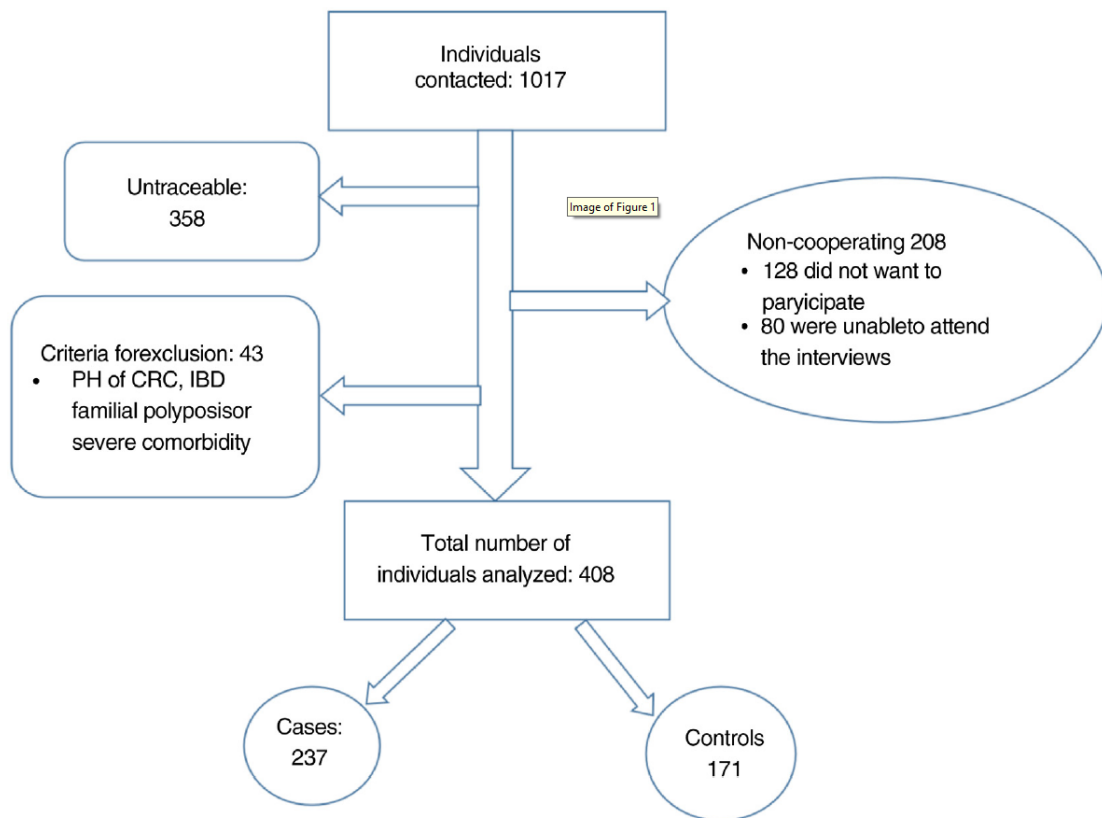 Individuals
contacted: 1017
Untraceable:
358
Image of Figure 1
Non-cooperating 208
• 128 did not want to
paryicipate
• 80 were unableto attend
the interviews
Criteria forexclusion: 43
• PH of CRC, IBD
familial polyposisor
severe comorbidity
Total number of
individuals analyzed: 408
Cases:
237
Controls
171